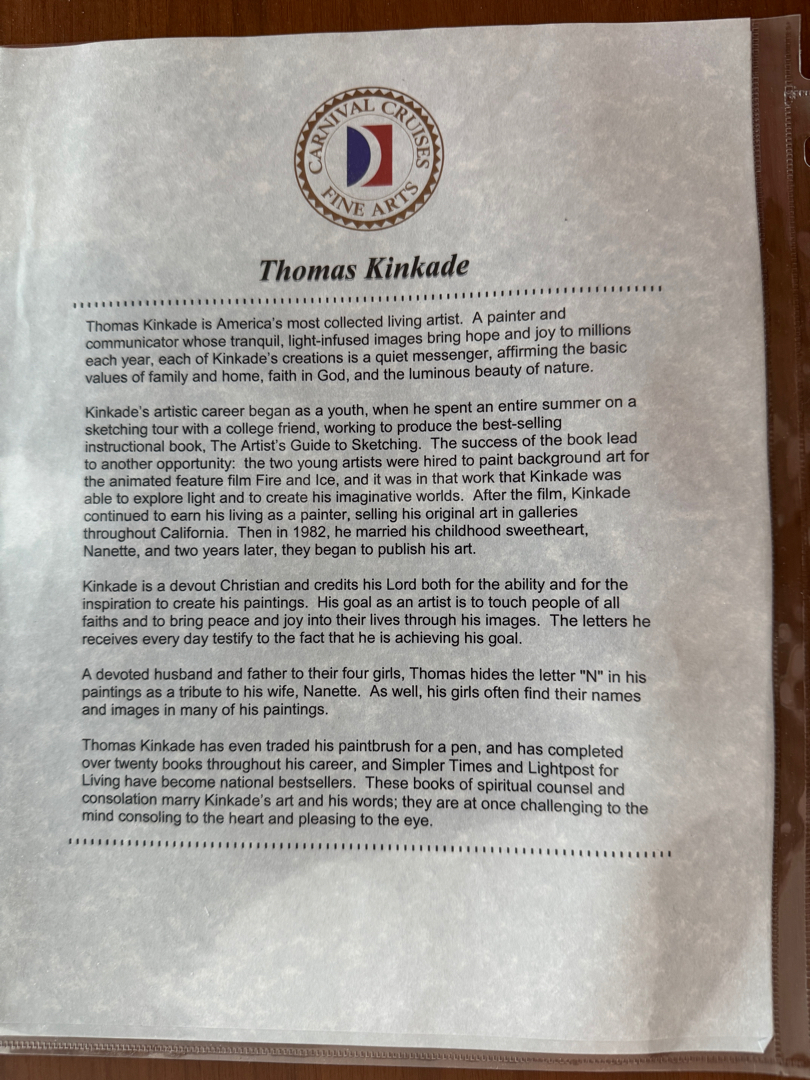 CARNIVAL CRUISES
FINE ARTS
Thomas Kinkade
Thomas Kinkade is America's most collected living artist.  A painter and
communicator whose tranquil, light-infused images bring hope and joy to millions
each year, each of Kinkade's creations is a quiet messenger, affirming the basic
values of family and home, faith in God, and the luminous beauty of nature.
Kinkade's artistic career began as a youth, when he spent an entire summer on a
sketching tour with a college friend, working to produce the best-selling
instructional book, The Artist's Guide to Sketching.  The success of the book lead
to another opportunity:  the two young artists were hired to paint background art for
the animated feature film Fire and Ice, and it was in that work that Kinkade was
able to explore light and to create his imaginative worlds.  After the film, Kinkade
continued to earn his living as a painter, selling his original art in galleries
throughout California.  Then in 1982, he married his childhood sweetheart,
Nanette, and two years later, they began to publish his art.
Kinkade is a devout Christian and credits his Lord both for the ability and for the
inspiration to create his paintings.  His goal as an artist is to touch people of all
faiths and to bring peace and joy into their lives through his images.  The letters he
receives every day testify to the fact that he is achieving his goal.
A devoted husband and father to their four girls, Thomas hides the letter "N" in his
paintings as a tribute to his wife, Nanette.  As well, his girls often find their names
and images in many of his paintings.
Thomas Kinkade has even traded his paintbrush for a pen, and has completed
over twenty books throughout his career, and Simpler Times and Lightpost for
Living have become national bestsellers.  These books of spiritual counsel and
consolation marry Kinkade's art and his words; they are at once challenging to the
mind consoling to the heart and pleasing to the eye.